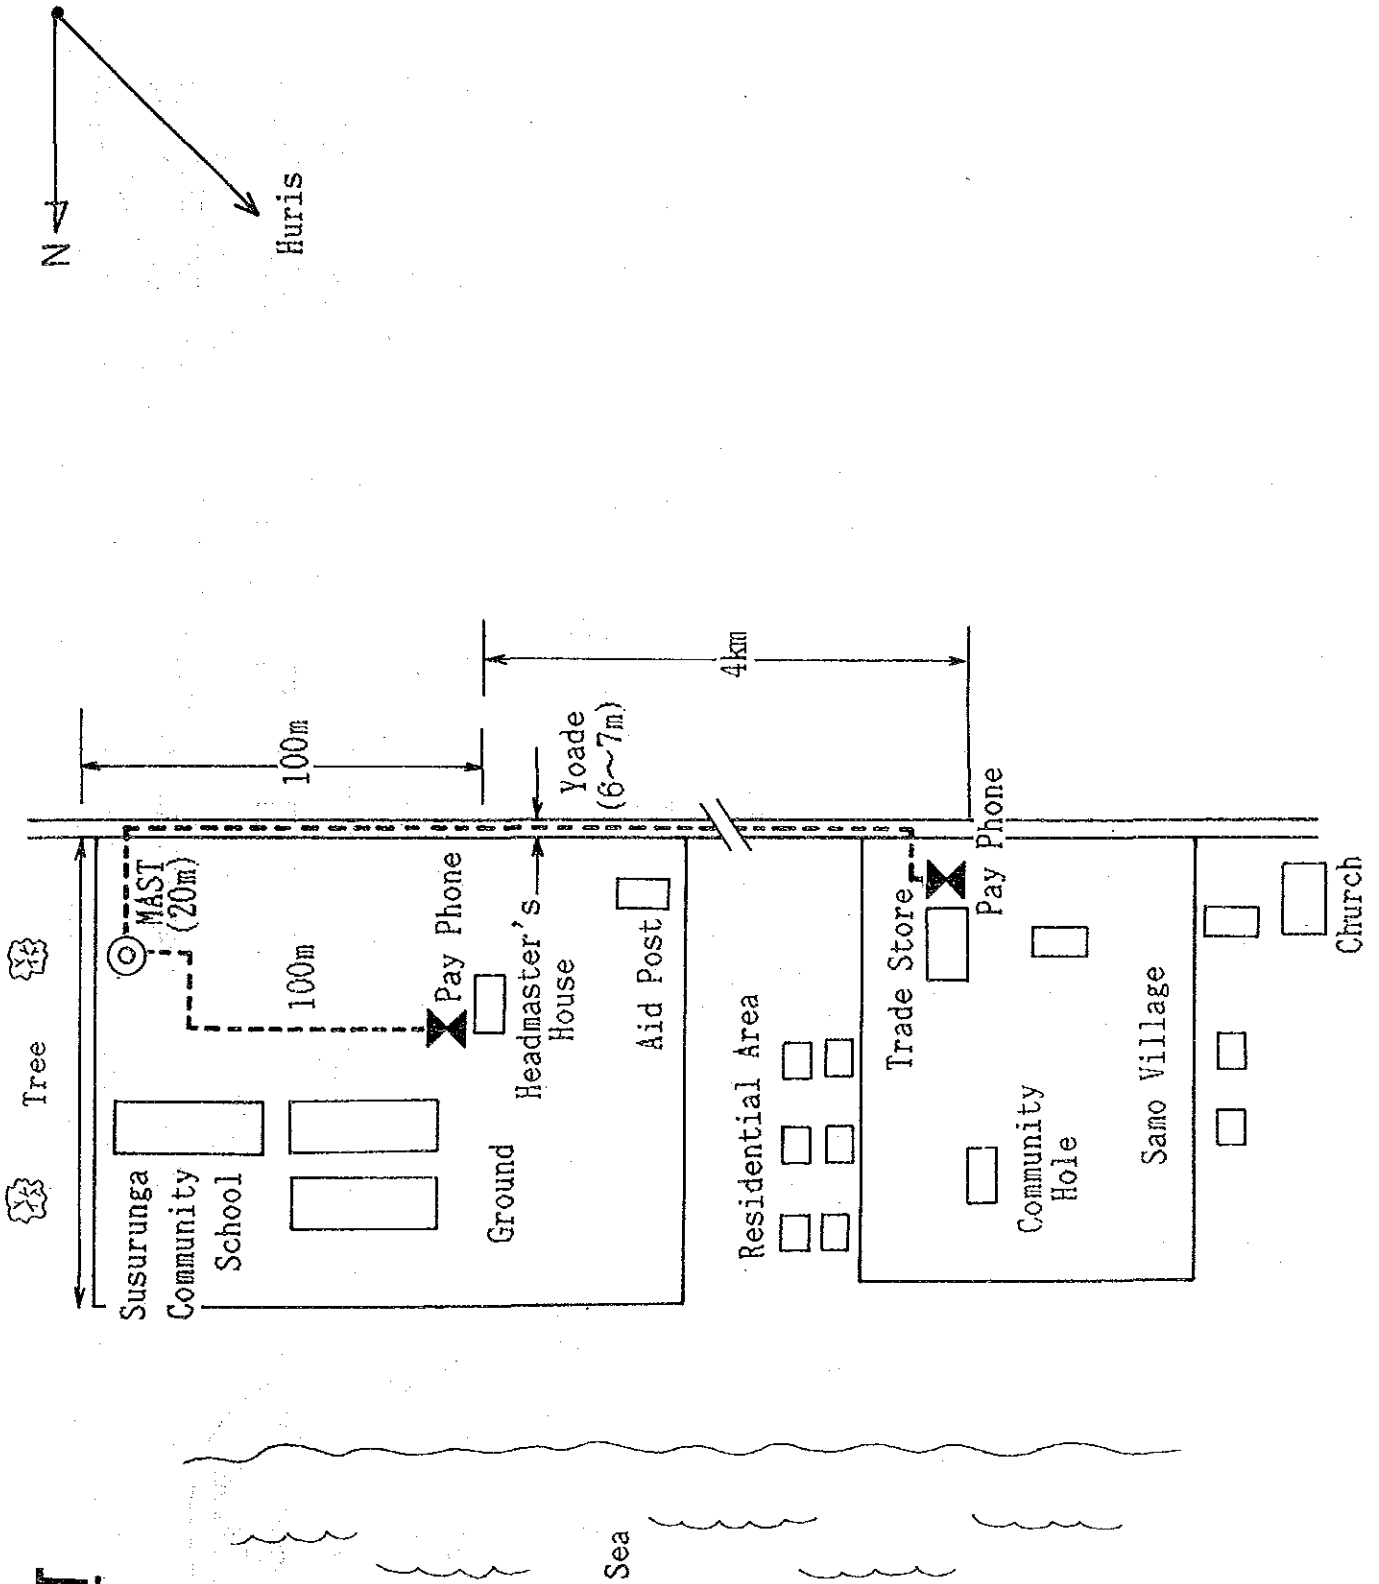 N
Huris
Tree
Susurunga
Community
School
MAST
(20m)
100m
100m
Pay Phone
Headmaster's
House
Ground
Aid Post
Yoade
(6～7m)
4km
Residential Area
Trade Store
Pay Phone
Community
Hole
Samo Village
Church
Sea